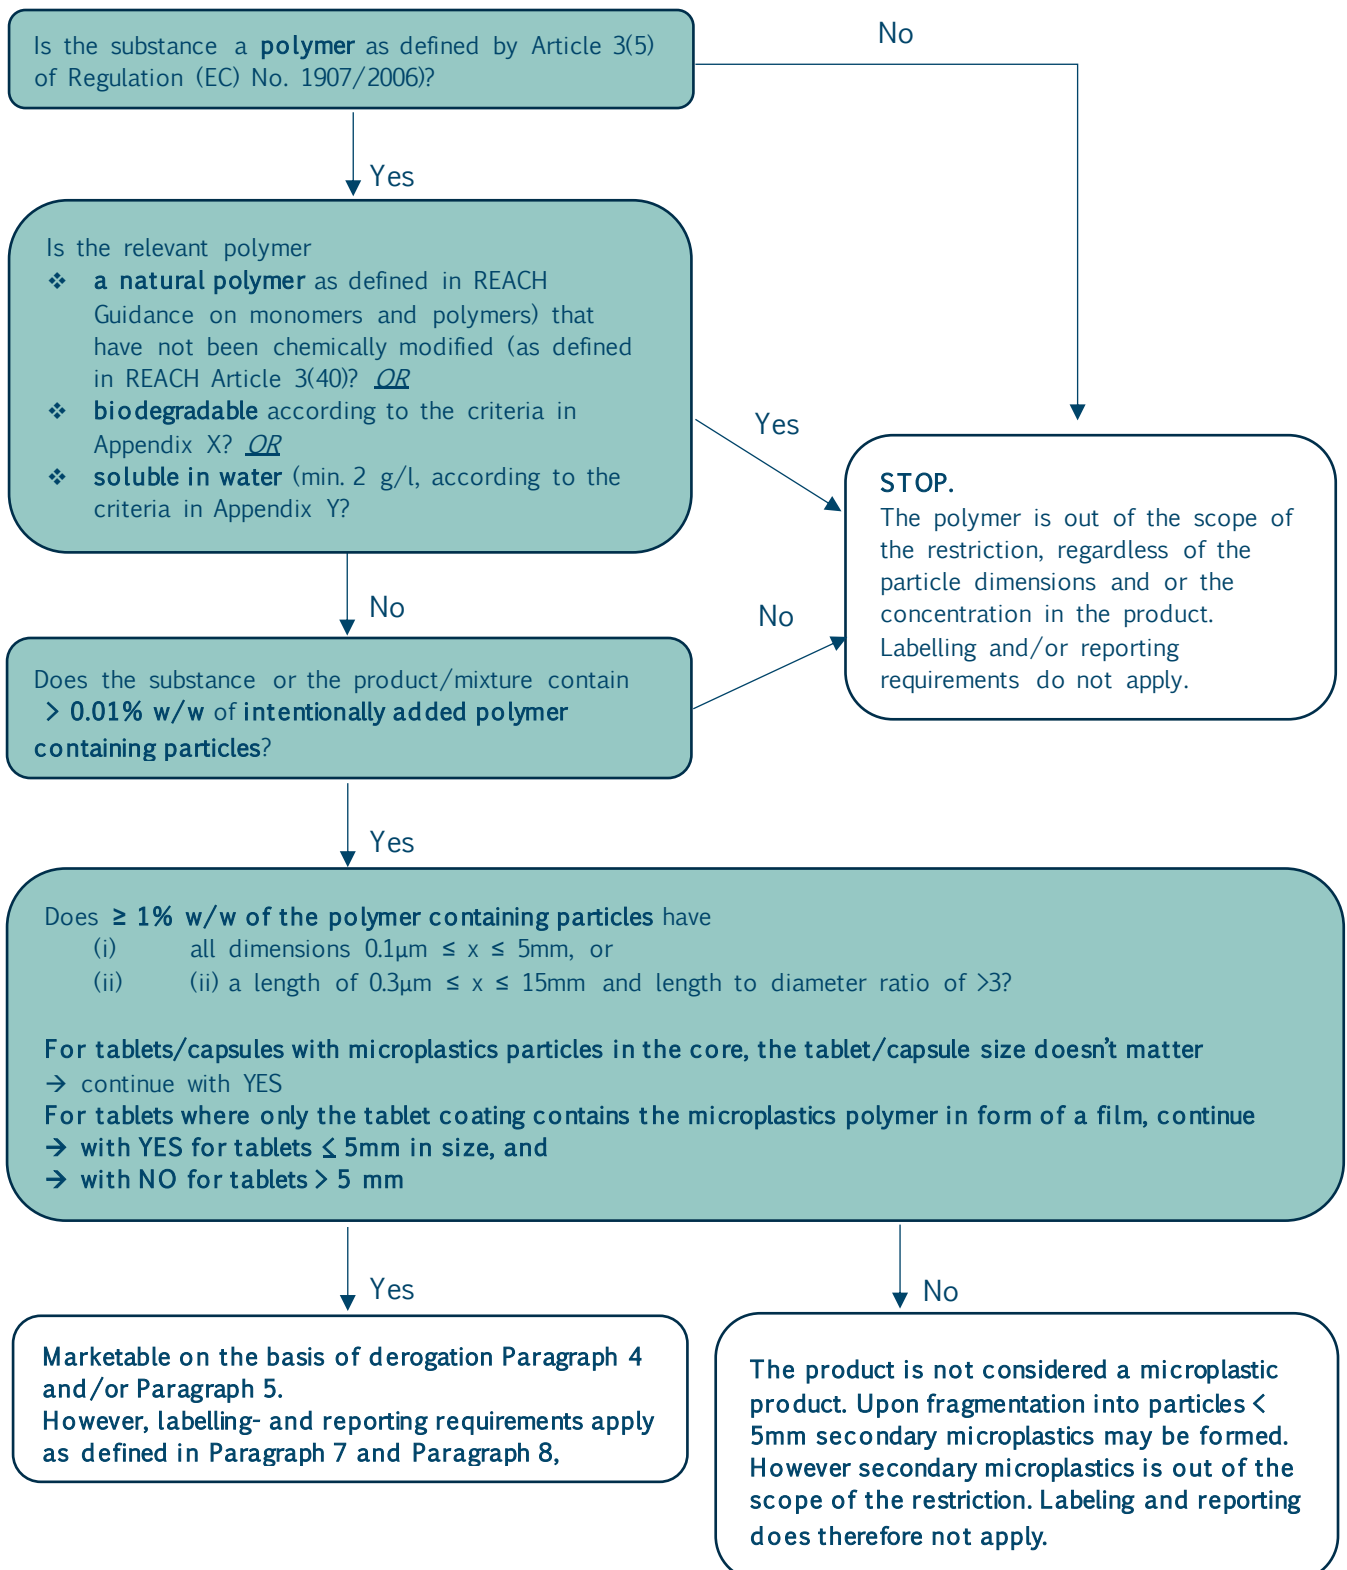 Is the substance a polymer as defined by Article 3(5)
of Regulation (EC) No. 1907/2006)?
No
Yes
Is the relevant polymer
❖ a natural polymer as defined in REACH
Guidance on monomers and polymers) that
have not been chemically modified (as defined
in REACH Article 3(40)? OR
❖ biodegradable according to the criteria in
Appendix X? OR
❖ soluble in water (min. 2 g/l, according to the
criteria in Appendix Y?
Yes
STOP.
The polymer is out of the scope of
the restriction, regardless of the
particle dimensions and or the
concentration in the product.
Labelling and/or reporting
requirements do not apply.
No
No
Does the substance or the product/mixture contain
> 0.01% w/w of intentionally added polymer
containing particles?
Yes
Does ≥ 1% w/w of the polymer containing particles have
(i) all dimensions 0.1µm ≤ x ≤ 5mm, or
(ii) (ii) a length of 0.3µm ≤ x ≤ 15mm and length to diameter ratio of >3?
For tablets/capsules with microplastics particles in the core, the tablet/capsule size doesn't matter
→ continue with YES
For tablets where only the tablet coating contains the microplastics polymer in form of a film, continue
→ with YES for tablets ≤ 5mm in size, and
→ with NO for tablets > 5 mm
Yes
No
Marketable on the basis of derogation Paragraph 4
and/or Paragraph 5.
However, labelling- and reporting requirements apply
as defined in Paragraph 7 and Paragraph 8,
The product is not considered a microplastic
product. Upon fragmentation into particles <
5mm secondary microplastics may be formed.
However secondary microplastics is out of the
scope of the restriction. Labeling and reporting
does therefore not apply.